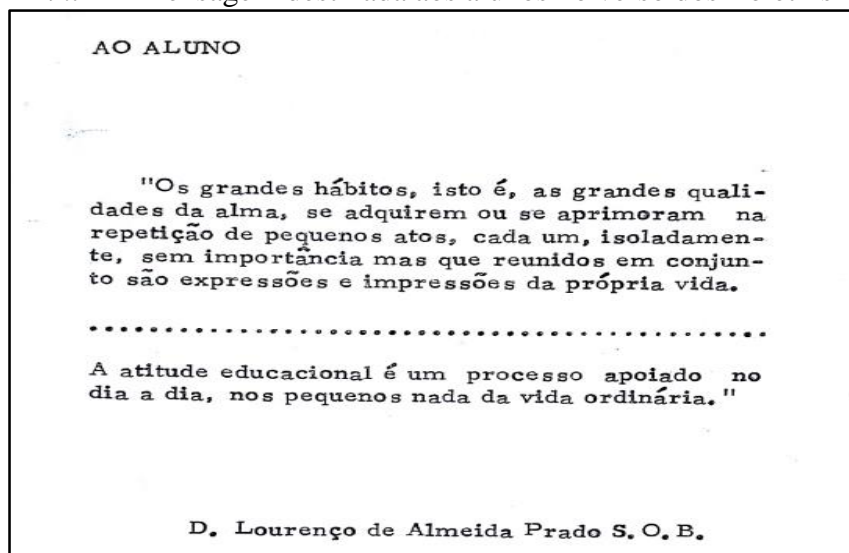 AO ALUNO
"Os grandes hábitos, isto é, as grandes quali-
dades da alma, se adquirem ou se aprimoram na
repetição de pequenos atos, cada um, isoladamen-
te, sem importância mas que reunidos em conjun-
to são expressões e impressões da própria vida.
..................................................
A atitude educacional é um processo apoiado no
dia a dia, nos pequenos nada da vida ordinária."
D. Lourenço de Almeida Prado S. O. B.